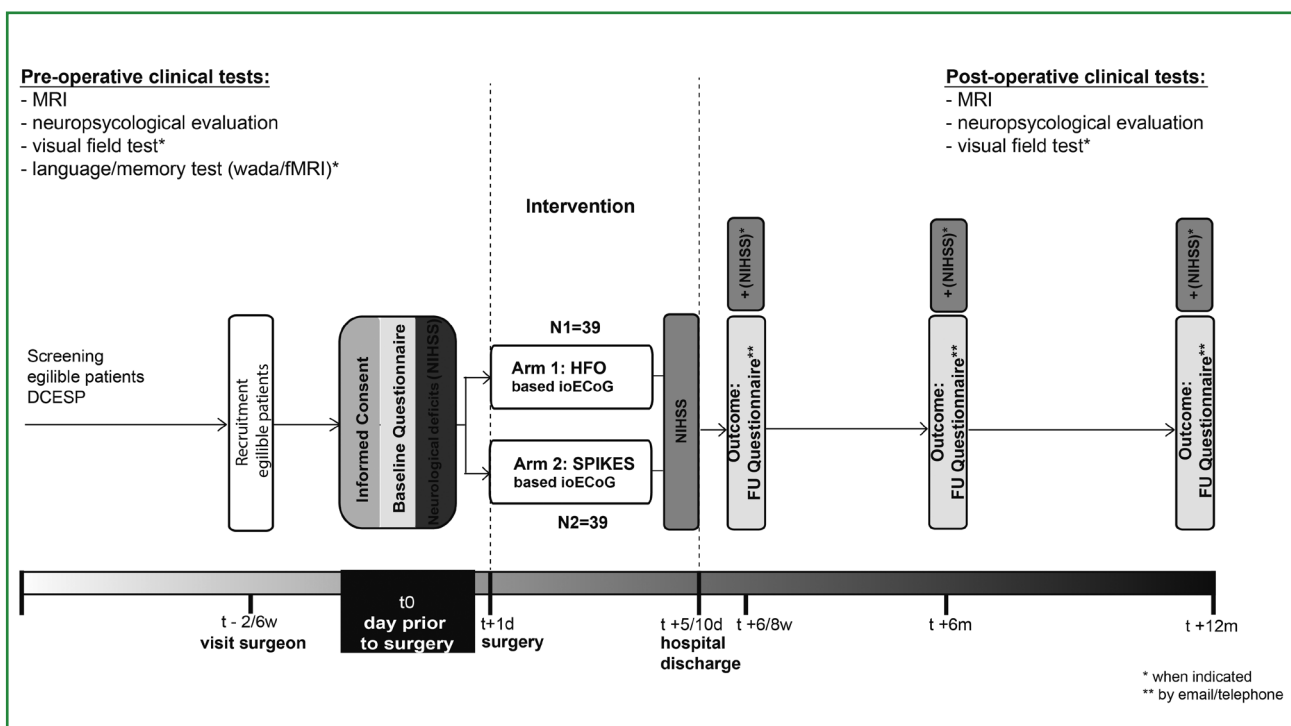 Pre-operative clinical tests:
- MRI
- neuropsycological evaluation
- visual field test*
- language/memory test (wada/fMRI)*
Post-operative clinical tests:
- MRI
- neuropsycological evaluation
- visual field test*
Intervention
Screening
egilible patients
DCESP
Recruitment
egilible patients
Informed Consent
Baseline Questionnaire
Neurological deficits (NIHSS)
N1=39
Arm 1: HFO
based ioECoG
Arm 2: SPIKES
based ioECoG
N2=39
NIHSS
+ (NIHSS)*
Outcome:
FU Questionnaire**
+ (NIHSS)*
Outcome:
FU Questionnaire**
+ (NIHSS)*
Outcome:
FU Questionnaire**
t - 2/6w
visit surgeon
t0
day prior
to surgery
t+1d
surgery
t +5/10d
hospital
discharge
t +6/8w
t +6m
t +12m
* when indicated
** by email/telephone